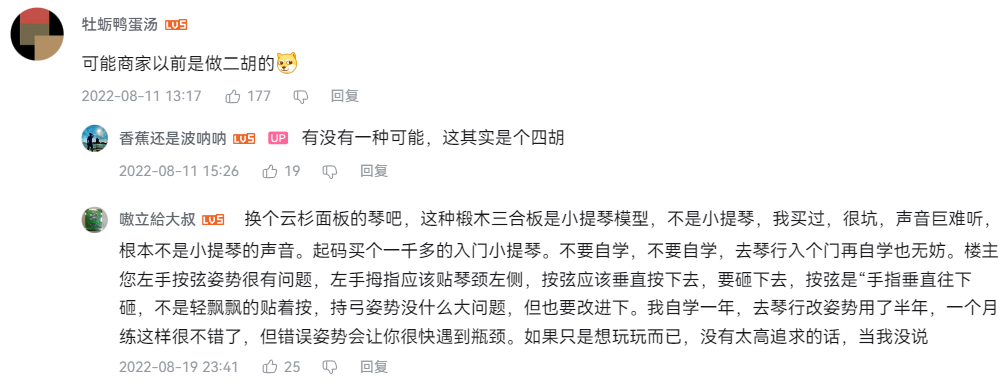 牡蛎鸭蛋汤 LV5
可能商家以前是做二胡的
2022-08-11 13:17 177 回复
香蕉还是波呐呐 LV5 UP 有没有一种可能，这其实是个四胡
2022-08-11 15:26 19 回复
嗷立給大叔 LV5 换个云杉面板的琴吧，这种椴木三合板是小提琴模型，不是小提琴，我买过，很坑，声音巨难听，
根本不是小提琴的声音。起码买个一千多的入门小提琴。不要自学，不要自学，去琴行入个门再自学也无妨。楼主
您左手按弦姿势很有问题，左手拇指应该贴琴颈左侧，按弦应该垂直按下去，要砸下去，按弦是“手指垂直往下
砸，不是轻飘飘的贴着按，持弓姿势没什么大问题，但也要改进下。我自学一年，去琴行改姿势用了半年，一个月
练这样很不错了，但错误姿势会让你很快遇到瓶颈。如果只是想玩玩而已，没有太高追求的话，当我没说
2022-08-19 23:41 25 回复